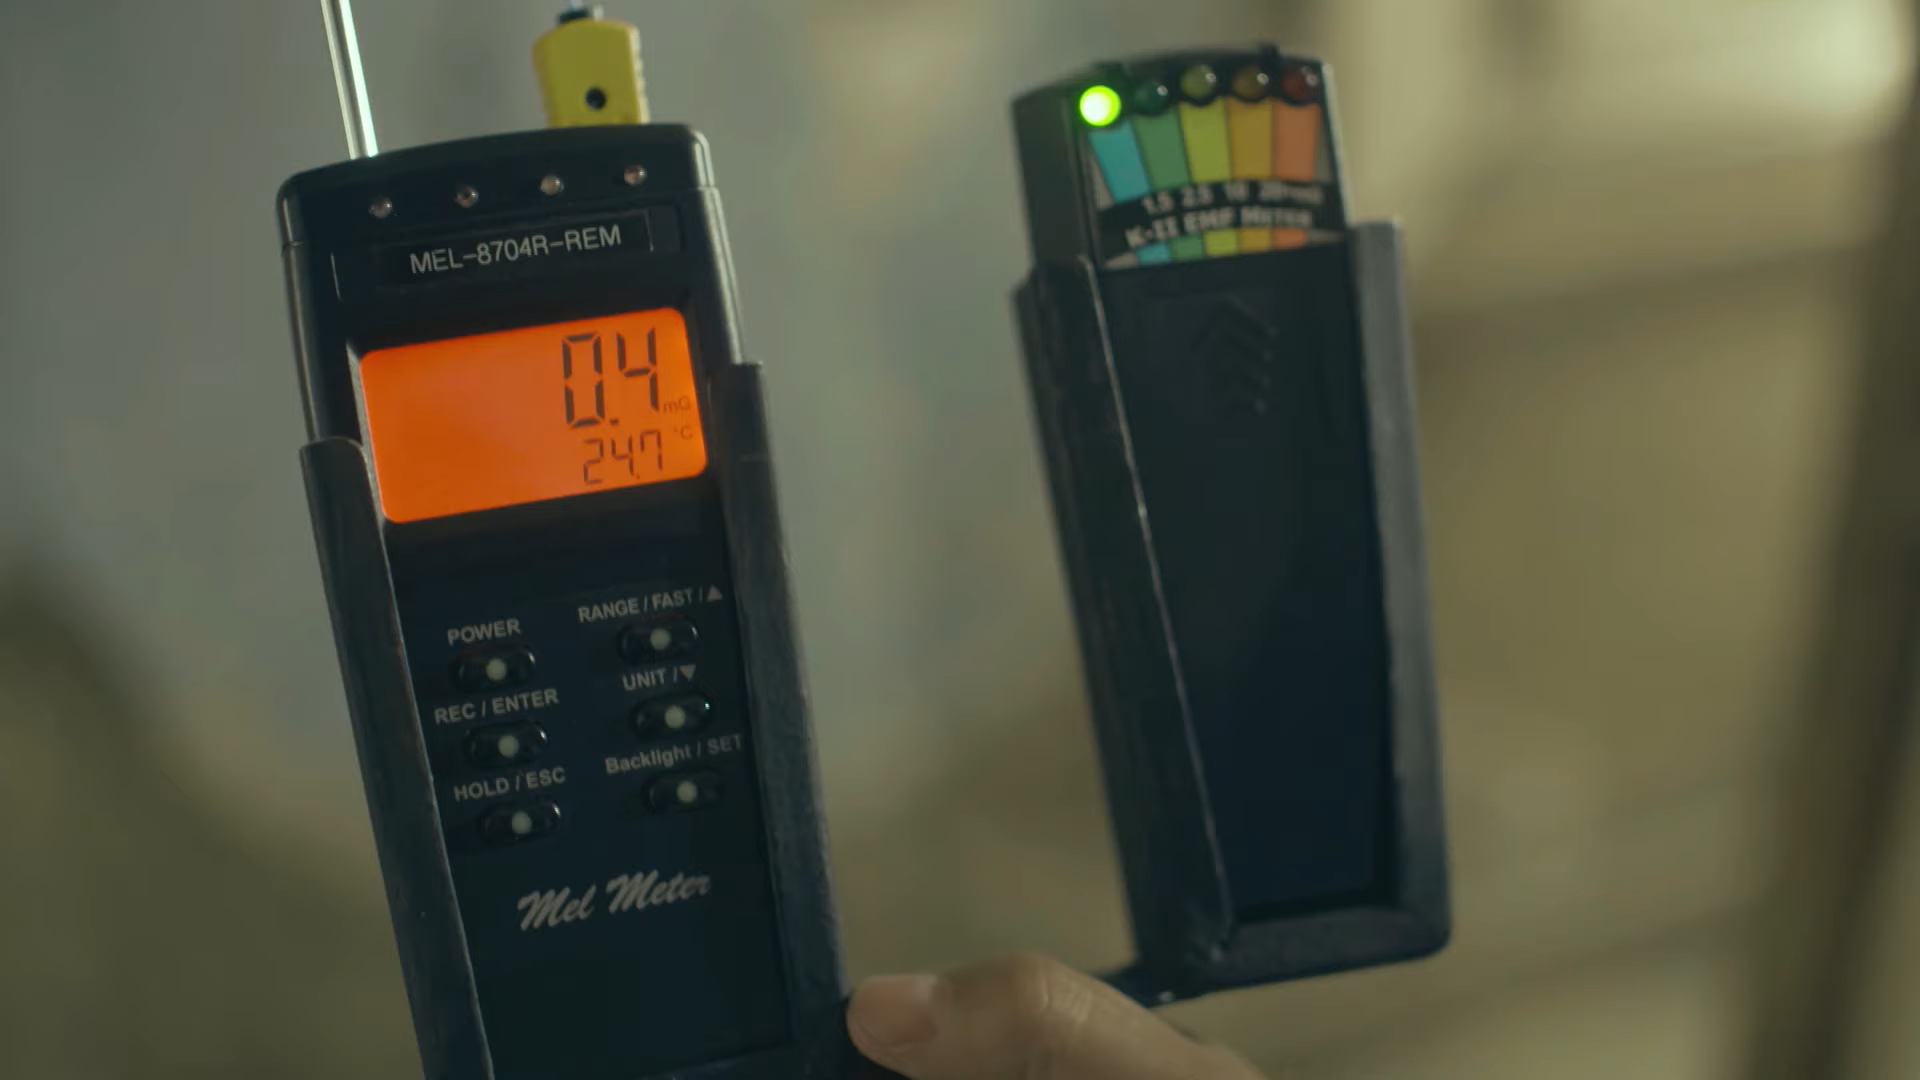 MEL-8704R-REM
0.4
mG
°C
24.7
POWER
RANGE / FAST / ▲
REC / ENTER
UNIT / ▼
HOLD / ESC
Backlight / SET
Mel Meter
1.5 2.5 10 20+mG
K-II EMF METER